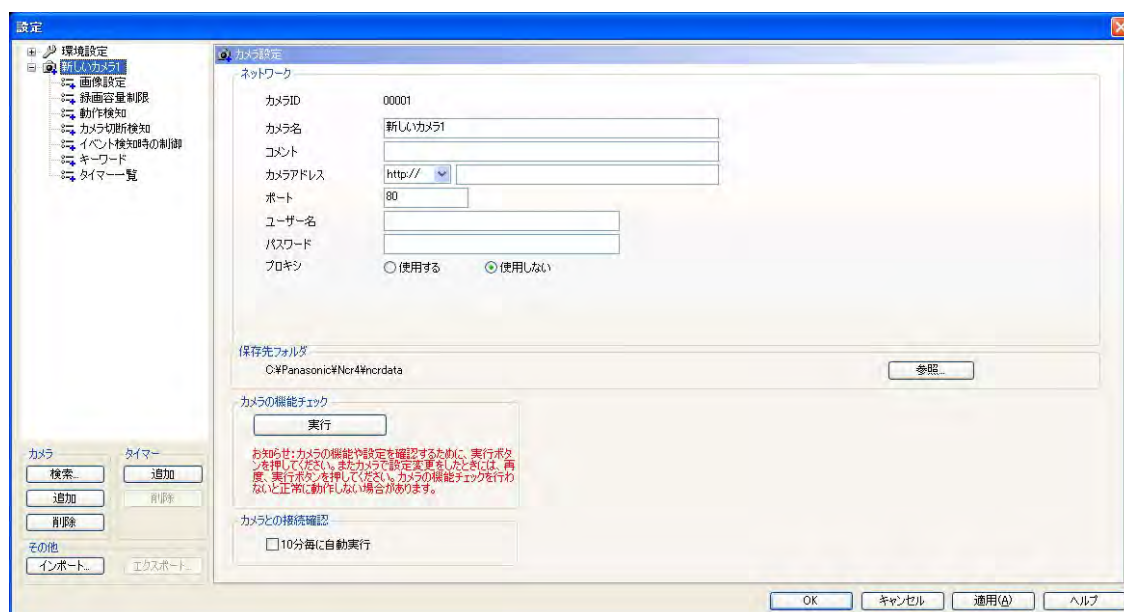 設定
環境設定
新しいカメラ1
画像設定
録画容量制限
動作検知
カメラ切断検知
イベント検知時の制御
キーワード
タイマー一覧
カメラ
検索...
追加
削除
タイマー
追加
削除
その他
インポート...
エクスポート...
カメラ設定
ネットワーク
カメラID 00001
カメラ名 新しいカメラ1
コメント
カメラアドレス http://
ポート 80
ユーザー名
パスワード
プロキシ 使用する 使用しない
保存先フォルダ
C:¥Panasonic¥Ncr4¥ncrdata 参照...
カメラの機能チェック
実行
お知らせ：カメラの機能や設定を確認するために、実行ボタ
ンを押してください。またカメラで設定変更をしたときには、再
度、実行ボタンを押してください。カメラの機能チェックを行わ
ないと正常に動作しない場合があります。
カメラとの接続確認
10分毎に自動実行
OK キャンセル 適用(A) ヘルプ